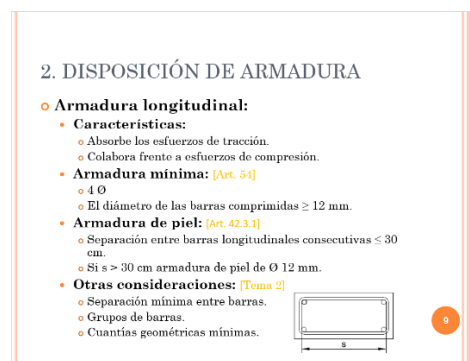 2. DISPOSICIÓN DE ARMADURA
Armadura longitudinal:
Características:
Absorbe los esfuerzos de tracción.
Colabora frente a esfuerzos de compresión.
Armadura mínima: [Art. 54]
4 Ø
El diámetro de las barras comprimidas ≥ 12 mm.
Armadura de piel: [Art. 42.3.1]
Separación entre barras longitudinales consecutivas ≤ 30
cm.
Si s > 30 cm armadura de piel de Ø 12 mm.
Otras consideraciones: [Tema 2]
Separación mínima entre barras.
Grupos de barras.
Cuantías geométricas mínimas.
s
9